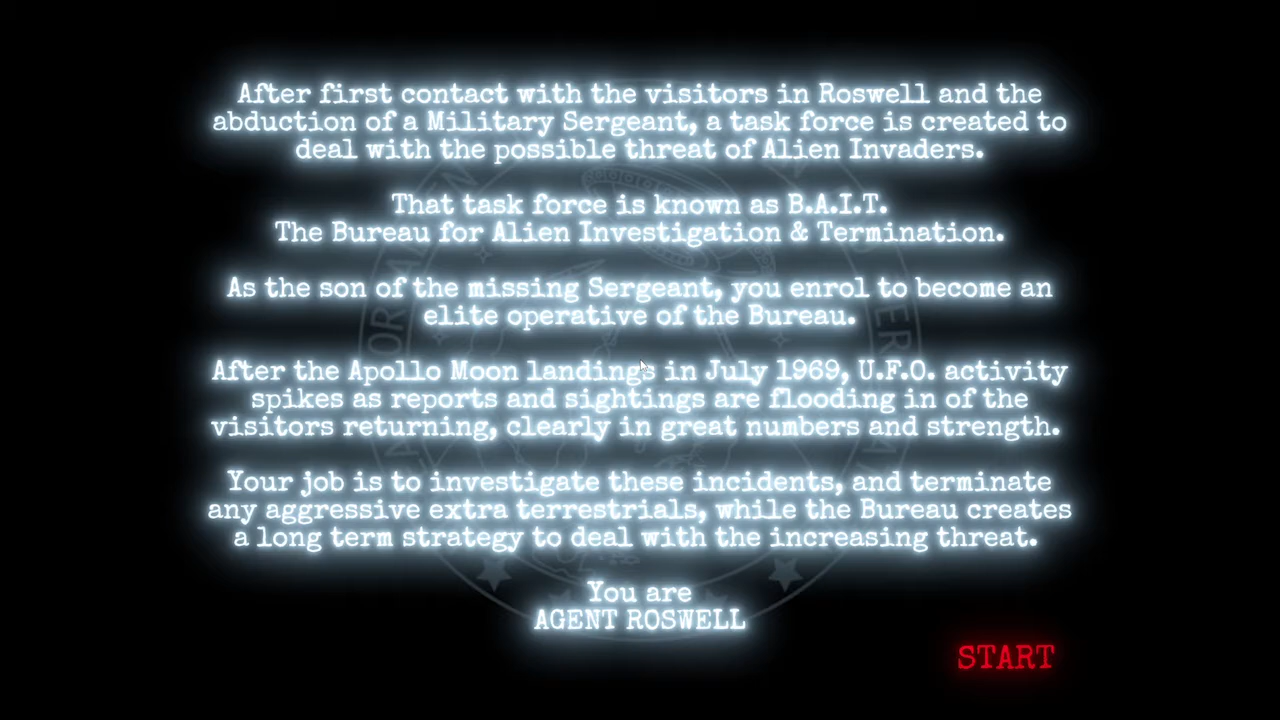 After first contact with the visitors in Roswell and the
abduction of a Military Sergeant, a task force is created to
deal with the possible threat of Alien Invaders.
That task force is known as B.A.I.T.
The Bureau for Alien Investigation & Termination.
As the son of the missing Sergeant, you enrol to become an
elite operative of the Bureau.
After the Apollo Moon landings in July 1969, U.F.O. activity
spikes as reports and sightings are flooding in of the
visitors returning, clearly in great numbers and strength.
Your job is to investigate these incidents, and terminate
any aggressive extra terrestrials, while the Bureau creates
a long term strategy to deal with the increasing threat.
You are
AGENT ROSWELL
START